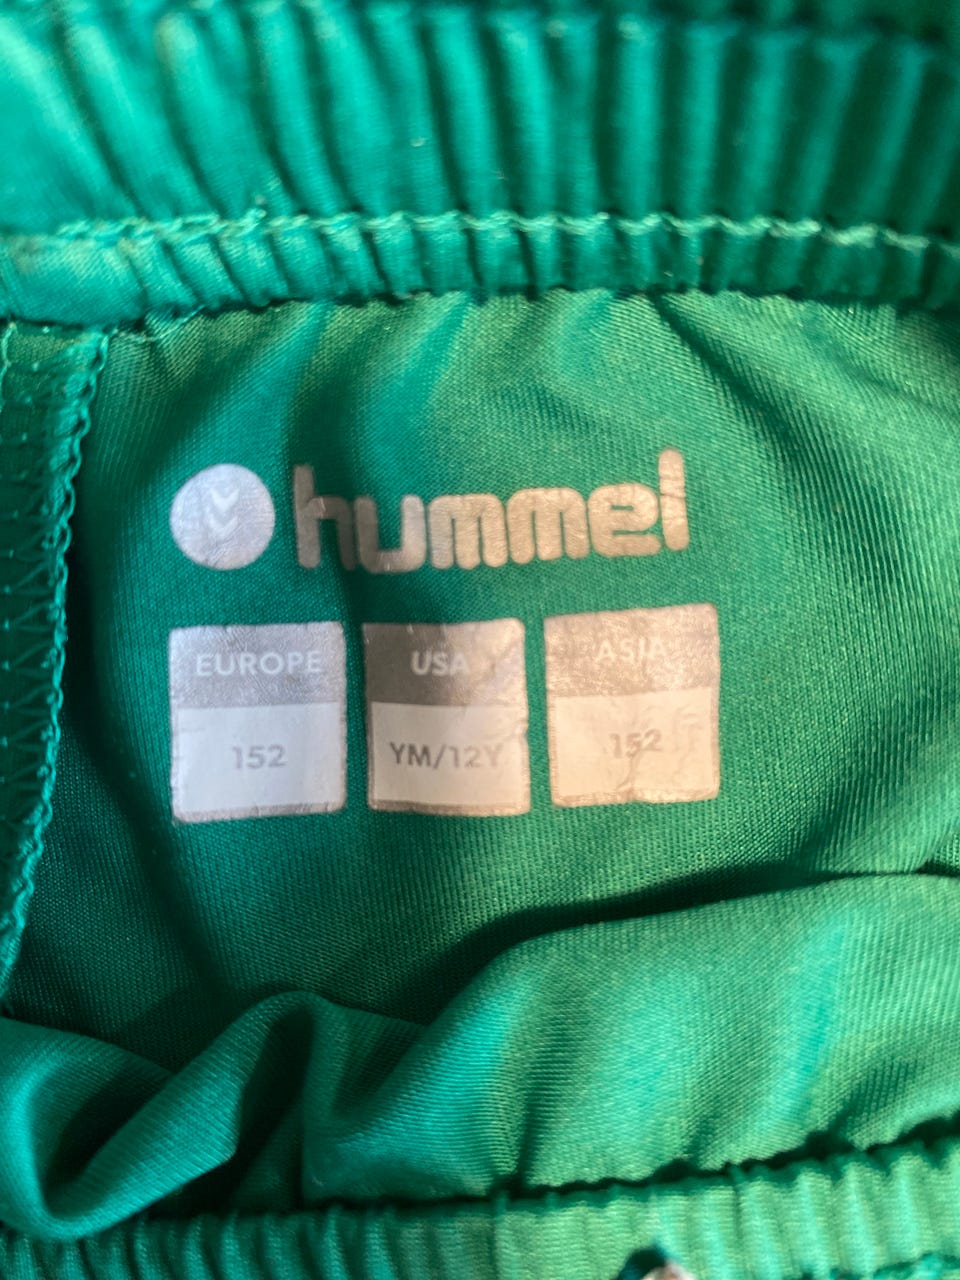 hummel
EUROPE USA ASIA
152 YM/12Y 152